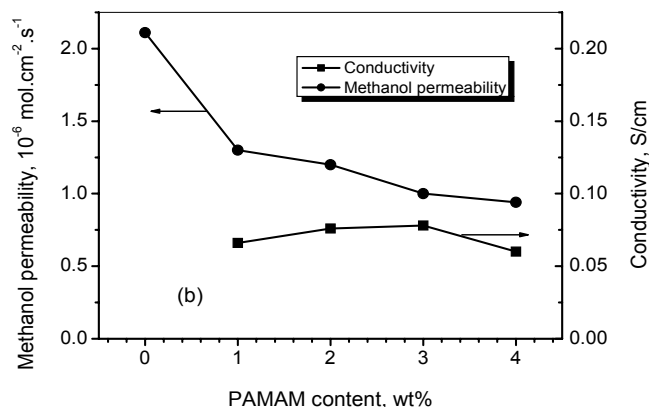 Methanol permeability, 10⁻⁶ mol.cm⁻².s⁻¹
2.0
1.5
1.0
0.5
0.0
Conductivity
Methanol permeability
(b)
0.20
0.15
0.10
0.05
0.00
Conductivity, S/cm
0 1 2 3 4
PAMAM content, wt%